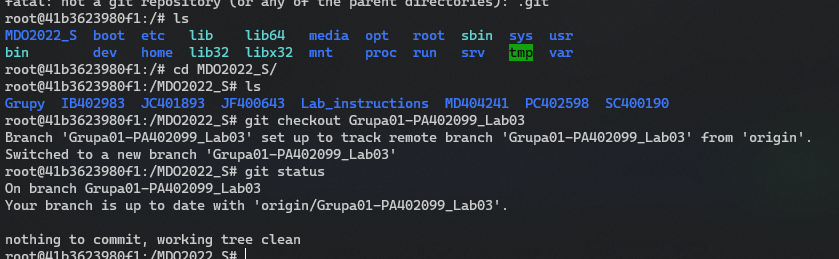 fatal: not a git repository (or any of the parent directories): .git
root@41b3623980f1:/# ls
MDO2022_S  boot  etc   lib    lib64   media  opt   root  sbin  sys  usr
bin        dev   home  lib32  libx32  mnt    proc  run   srv   tmp  var
root@41b3623980f1:/# cd MDO2022_S/
root@41b3623980f1:/MDO2022_S# ls
Grupy  IB402983  JC401893  JF400643  Lab_instructions  MD404241  PC402598  SC400190
root@41b3623980f1:/MDO2022_S# git checkout Grupa01-PA402099_Lab03
Branch 'Grupa01-PA402099_Lab03' set up to track remote branch 'Grupa01-PA402099_Lab03' from 'origin'.
Switched to a new branch 'Grupa01-PA402099_Lab03'
root@41b3623980f1:/MDO2022_S# git status
On branch Grupa01-PA402099_Lab03
Your branch is up to date with 'origin/Grupa01-PA402099_Lab03'.
nothing to commit, working tree clean
root@41b3623980f1:/MDO2022_S#